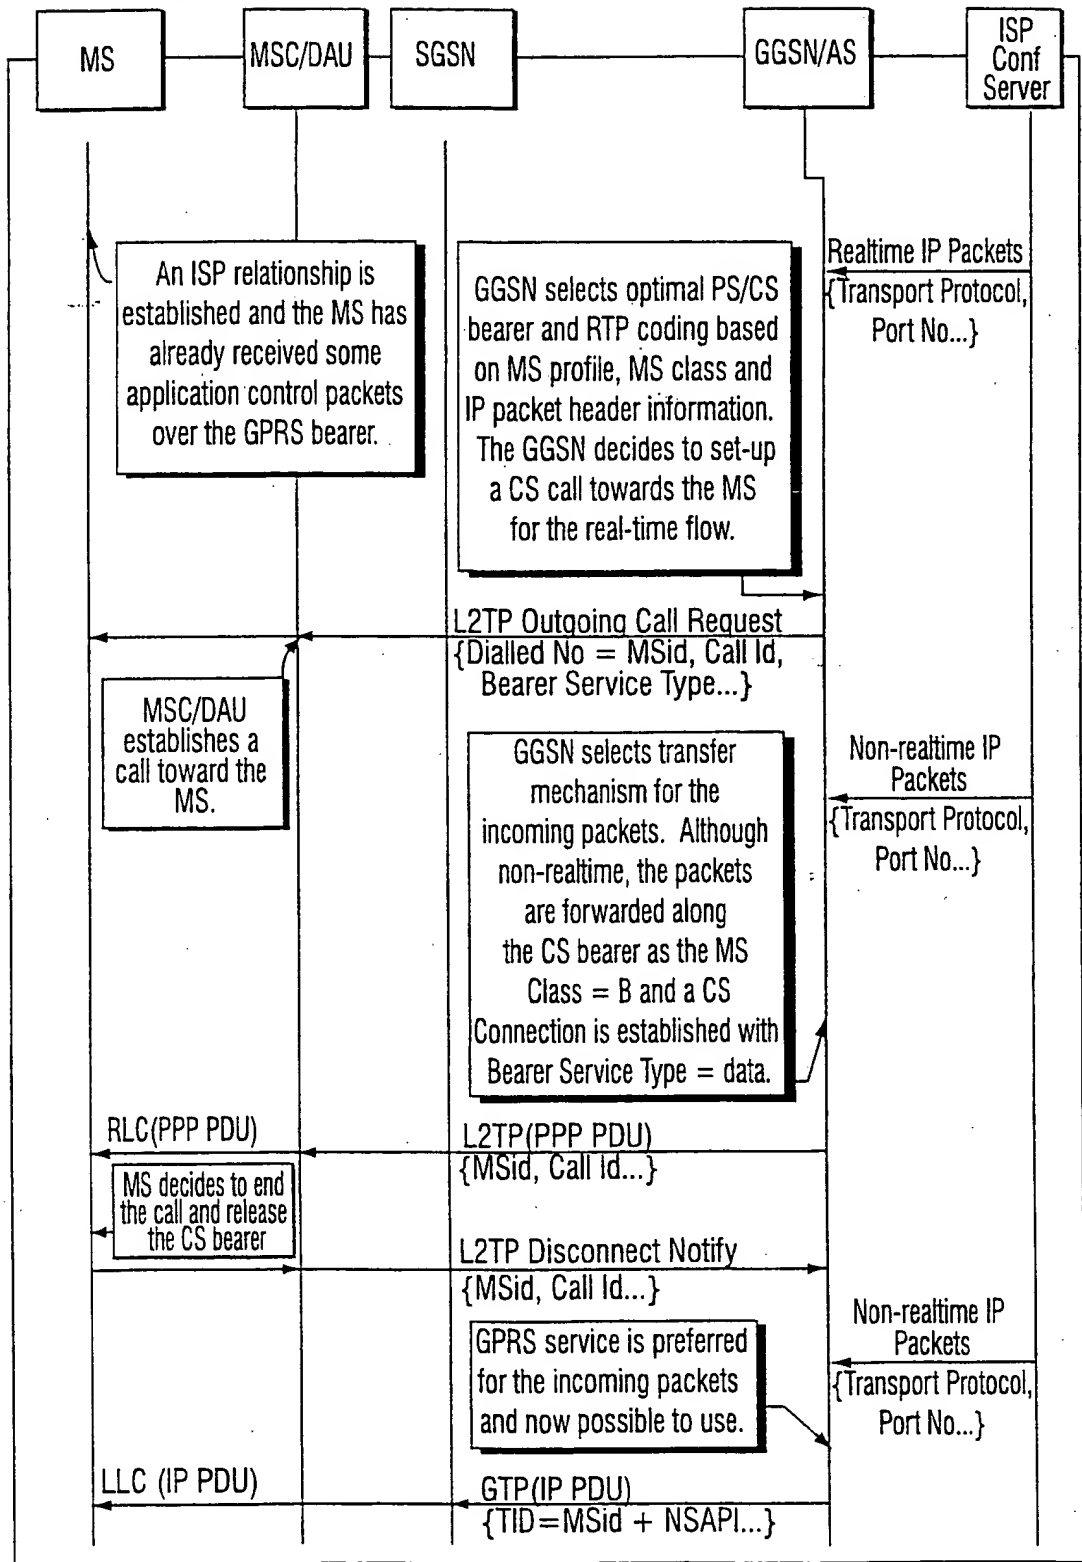 MS
MSC/DAU
SGSN
GGSN/AS
ISP
Conf
Server
Realtime IP Packets
{Transport Protocol,
Port No...}
An ISP relationship is
established and the MS has
already received some
application control packets
over the GPRS bearer.
GGSN selects optimal PS/CS
bearer and RTP coding based
on MS profile, MS class and
IP packet header information.
The GGSN decides to set-up
a CS call towards the MS
for the real-time flow.
L2TP Outgoing Call Request
{Dialled No = MSid, Call Id,
Bearer Service Type...}
MSC/DAU
establishes a
call toward the
MS.
GGSN selects transfer
mechanism for the
incoming packets. Although
non-realtime, the packets
are forwarded along
the CS bearer as the MS
Class = B and a CS
Connection is established with
Bearer Service Type = data.
Non-realtime IP
Packets
{Transport Protocol,
Port No...}
RLC(PPP PDU)
L2TP(PPP PDU)
{MSid, Call Id...}
MS decides to end
the call and release
the CS bearer
L2TP Disconnect Notify
{MSid, Call Id...}
Non-realtime IP
Packets
{Transport Protocol,
Port No...}
GPRS service is preferred
for the incoming packets
and now possible to use.
LLC (IP PDU)
GTP(IP PDU)
{TID=MSid + NSAPI...}